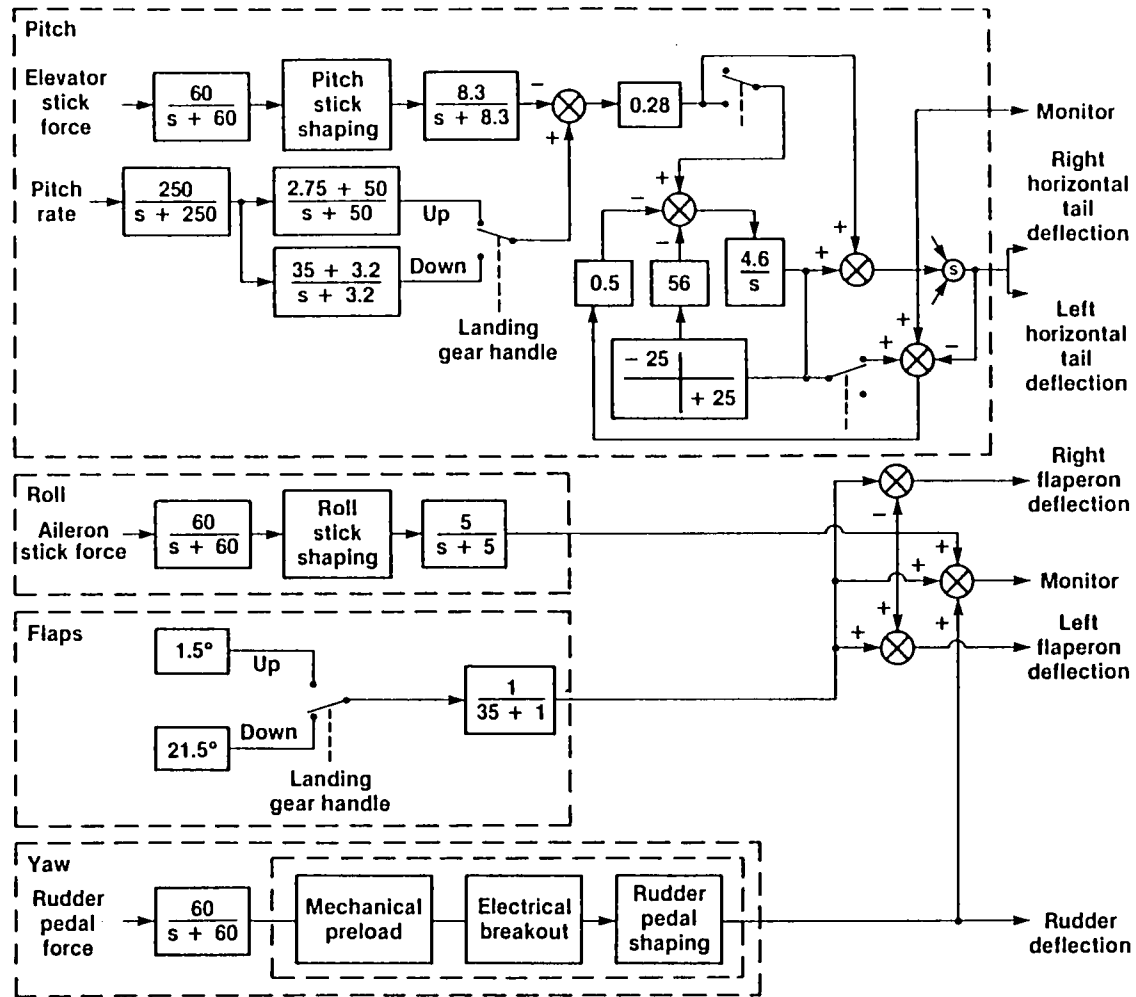 Pitch
Elevator
stick
force
60
s + 60
Pitch
stick
shaping
8.3
s + 8.3
−
+
0.28
Monitor
Right
horizontal
tail
deflection
Left
horizontal
tail
deflection
Pitch
rate
250
s + 250
2.75 + 50
s + 50
Up
35 + 3.2
s + 3.2
Down
Landing
gear handle
+
−
−
0.5
56
4.6
s
+
+
s
− 25
+ 25
+
+
−
Roll
Aileron
stick force
60
s + 60
Roll
stick
shaping
5
s + 5
Right
flaperon
deflection
−
+
+
+
Monitor
+
+
Left
flaperon
deflection
Flaps
1.5°
Up
21.5°
Down
Landing
gear handle
1
35 + 1
Yaw
Rudder
pedal
force
60
s + 60
Mechanical
preload
Electrical
breakout
Rudder
pedal
shaping
Rudder
deflection